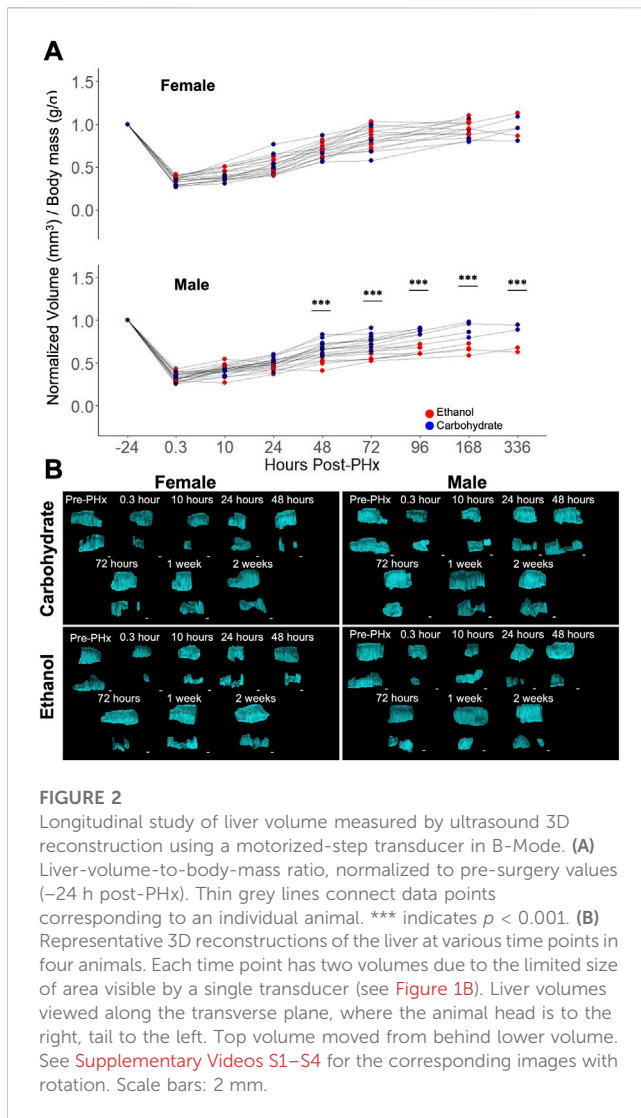 A
Female
1.5
1.0
0.5
0.0
Normalized Volume (mm³) / Body mass (g/g)
Male
1.5
1.0
0.5
0.0
*** *** *** *** ***
Ethanol
Carbohydrate
-24 0.3 10 24 48 72 96 168 336
Hours Post-PHx
B
Female Male
Carbohydrate
Pre-PHx 0.3 hour 10 hours 24 hours 48 hours
72 hours 1 week 2 weeks
Pre-PHx 0.3 hour 10 hours 24 hours 48 hours
72 hours 1 week 2 weeks
Ethanol
Pre-PHx 0.3 hour 10 hours 24 hours 48 hours
72 hours 1 week 2 weeks
Pre-PHx 0.3 hour 10 hours 24 hours 48 hours
72 hours 1 week 2 weeks
FIGURE 2
Longitudinal study of liver volume measured by ultrasound 3D
reconstruction using a motorized-step transducer in B-Mode. (A)
Liver-volume-to-body-mass ratio, normalized to pre-surgery values
(−24 h post-PHx). Thin grey lines connect data points
corresponding to an individual animal. *** indicates p < 0.001. (B)
Representative 3D reconstructions of the liver at various time points in
four animals. Each time point has two volumes due to the limited size
of area visible by a single transducer (see Figure 1B). Liver volumes
viewed along the transverse plane, where the animal head is to the
right, tail to the left. Top volume moved from behind lower volume.
See Supplementary Videos S1–S4 for the corresponding images with
rotation. Scale bars: 2 mm.